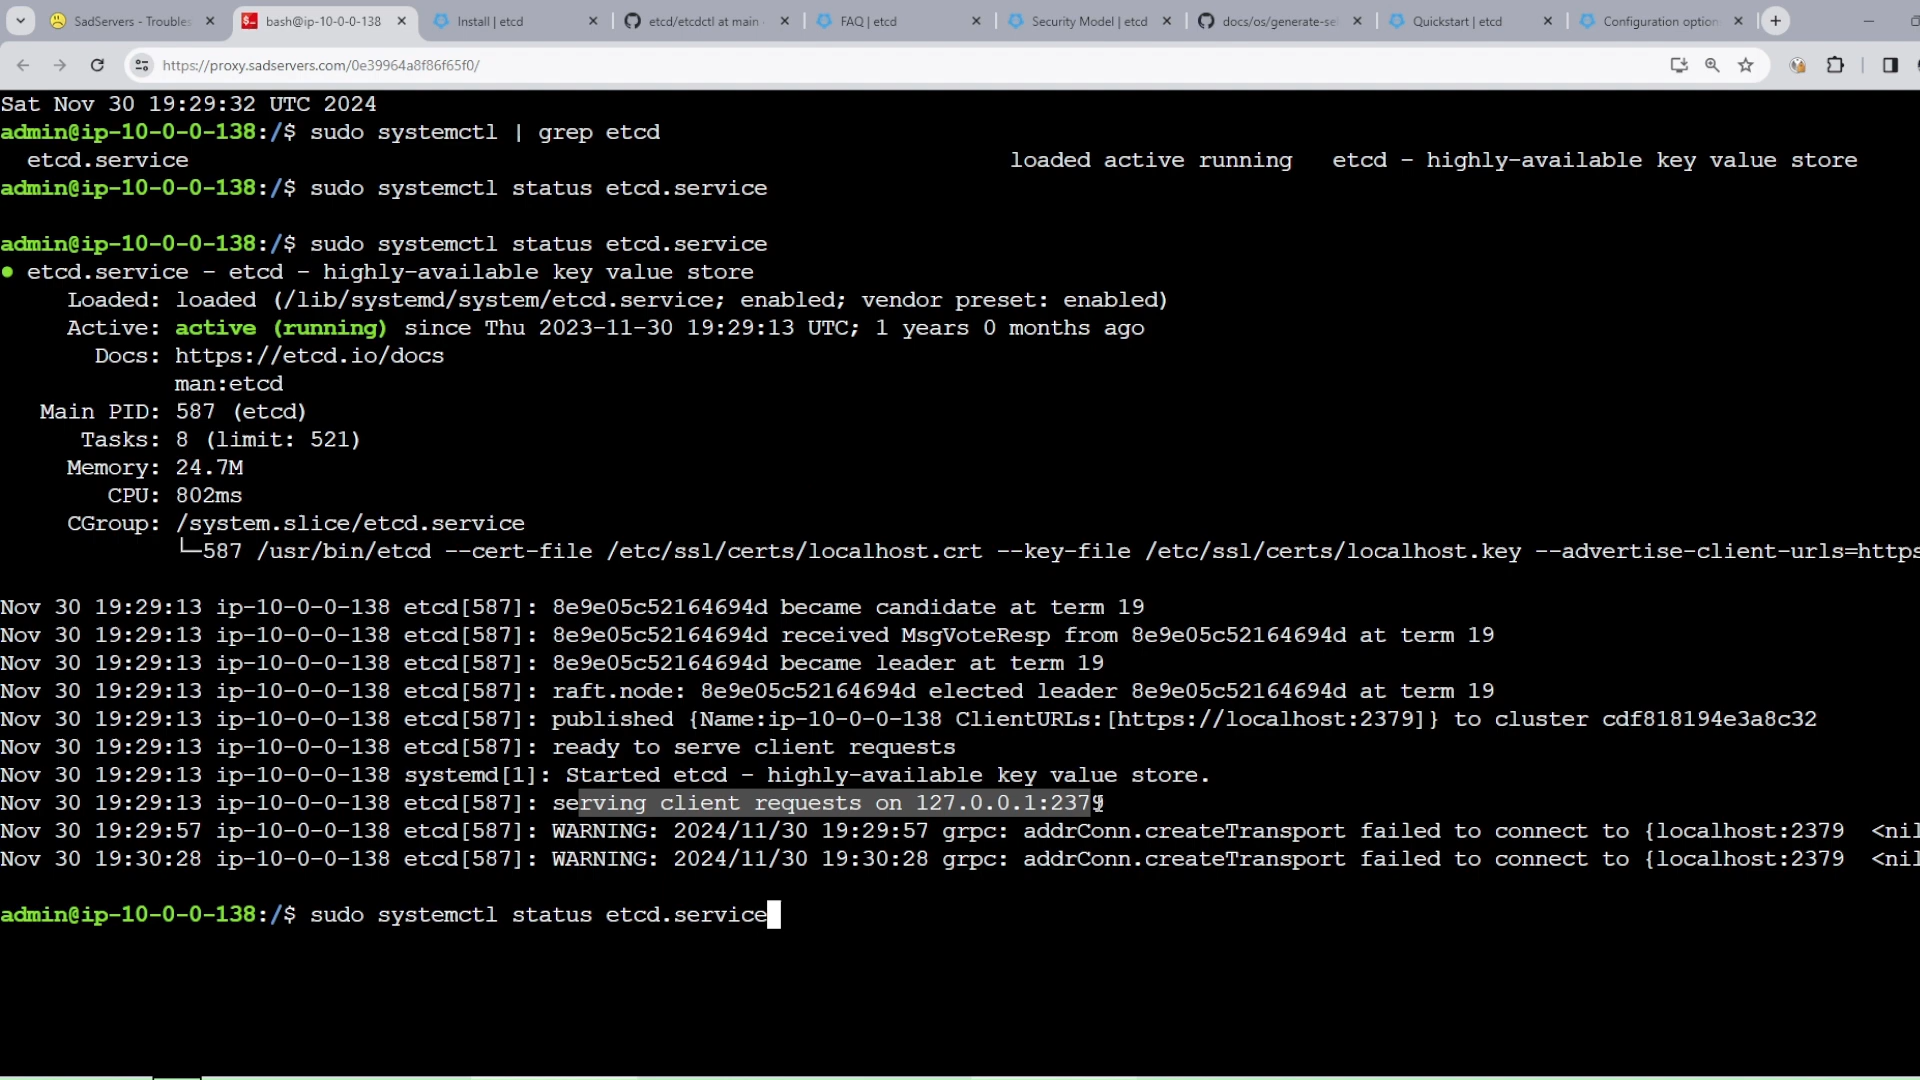 SadServers - Troubles
bash@ip-10-0-0-138
Install | etcd
etcd/etcdctl at main
FAQ | etcd
Security Model | etcd
docs/os/generate-sel
Quickstart | etcd
Configuration option
https://proxy.sadservers.com/0e39964a8f86f65f0/
Sat Nov 30 19:29:32 UTC 2024
admin@ip-10-0-0-138:/$ sudo systemctl | grep etcd
etcd.service loaded active running etcd - highly-available key value store
admin@ip-10-0-0-138:/$ sudo systemctl status etcd.service
admin@ip-10-0-0-138:/$ sudo systemctl status etcd.service
● etcd.service - etcd - highly-available key value store
Loaded: loaded (/lib/systemd/system/etcd.service; enabled; vendor preset: enabled)
Active: active (running) since Thu 2023-11-30 19:29:13 UTC; 1 years 0 months ago
Docs: https://etcd.io/docs
man:etcd
Main PID: 587 (etcd)
Tasks: 8 (limit: 521)
Memory: 24.7M
CPU: 802ms
CGroup: /system.slice/etcd.service
└─587 /usr/bin/etcd --cert-file /etc/ssl/certs/localhost.crt --key-file /etc/ssl/certs/localhost.key --advertise-client-urls=https
Nov 30 19:29:13 ip-10-0-0-138 etcd[587]: 8e9e05c52164694d became candidate at term 19
Nov 30 19:29:13 ip-10-0-0-138 etcd[587]: 8e9e05c52164694d received MsgVoteResp from 8e9e05c52164694d at term 19
Nov 30 19:29:13 ip-10-0-0-138 etcd[587]: 8e9e05c52164694d became leader at term 19
Nov 30 19:29:13 ip-10-0-0-138 etcd[587]: raft.node: 8e9e05c52164694d elected leader 8e9e05c52164694d at term 19
Nov 30 19:29:13 ip-10-0-0-138 etcd[587]: published {Name:ip-10-0-0-138 ClientURLs:[https://localhost:2379]} to cluster cdf818194e3a8c32
Nov 30 19:29:13 ip-10-0-0-138 etcd[587]: ready to serve client requests
Nov 30 19:29:13 ip-10-0-0-138 systemd[1]: Started etcd - highly-available key value store.
Nov 30 19:29:13 ip-10-0-0-138 etcd[587]: serving client requests on 127.0.0.1:2379
Nov 30 19:29:57 ip-10-0-0-138 etcd[587]: WARNING: 2024/11/30 19:29:57 grpc: addrConn.createTransport failed to connect to {localhost:2379 <nil
Nov 30 19:30:28 ip-10-0-0-138 etcd[587]: WARNING: 2024/11/30 19:30:28 grpc: addrConn.createTransport failed to connect to {localhost:2379 <nil
admin@ip-10-0-0-138:/$ sudo systemctl status etcd.service